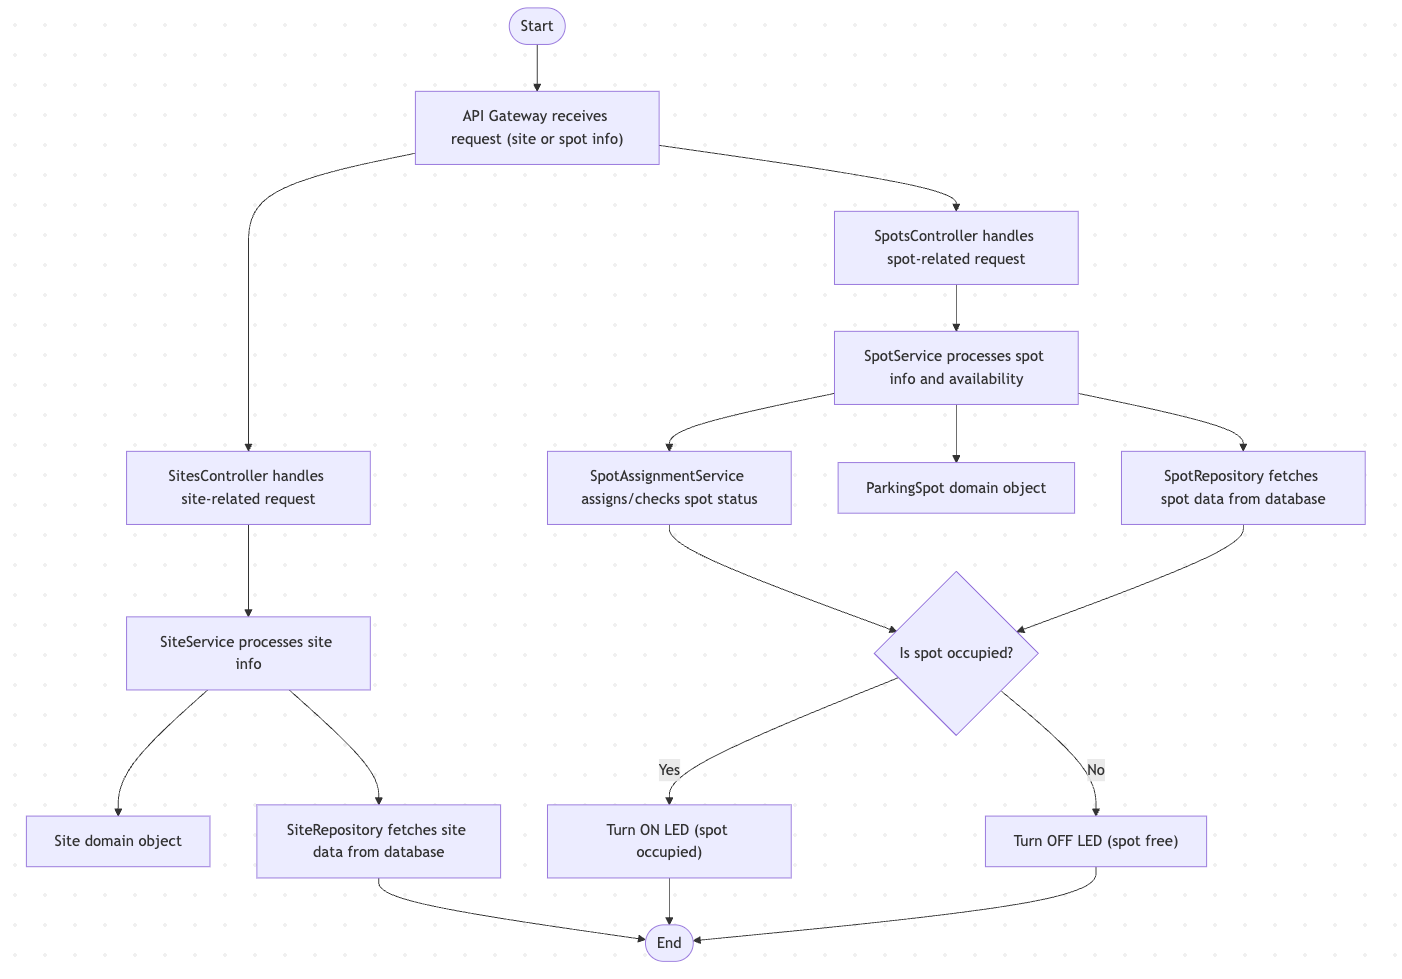 Start
API Gateway receives
request (site or spot info)
SpotsController handles
spot-related request
SpotService processes spot
info and availability
SitesController handles
site-related request
SpotAssignmentService
assigns/checks spot status
ParkingSpot domain object
SpotRepository fetches
spot data from database
SiteService processes site
info
Is spot occupied?
Yes
No
Site domain object
SiteRepository fetches site
data from database
Turn ON LED (spot
occupied)
Turn OFF LED (spot free)
End